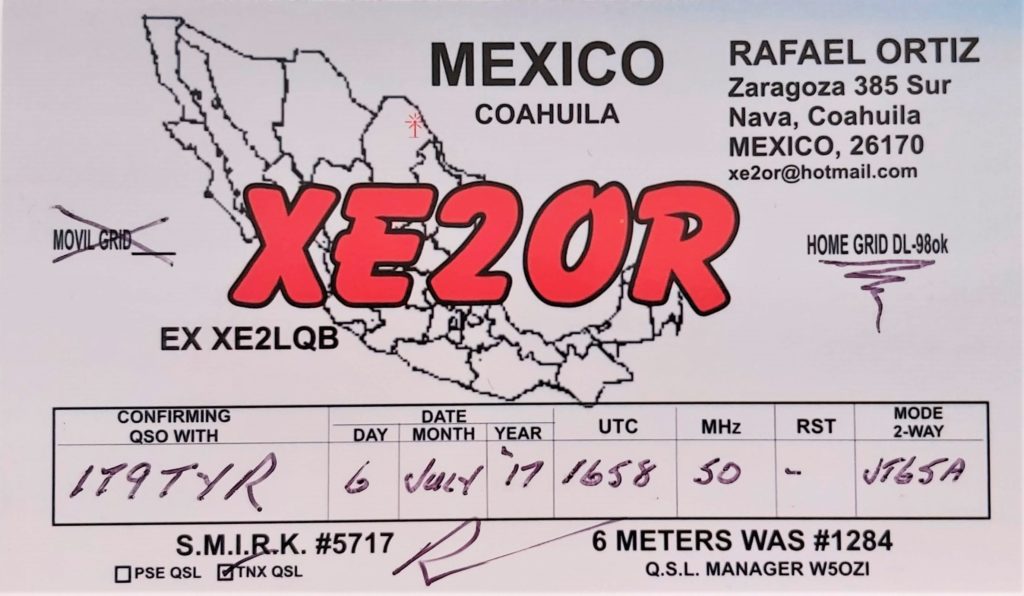 MEXICO
COAHUILA
RAFAEL ORTIZ
Zaragoza 385 Sur
Nava, Coahuila
MEXICO, 26170
xe2or@hotmail.com
XE2OR
MOVIL GRID
HOME GRID DL-98ok
EX XE2LQB
CONFIRMING QSO WITH DATE DAY MONTH YEAR UTC MHz RST MODE 2-WAY
IT9TYR 6 JULY '17 1658 50 - JT65A
S.M.I.R.K. #5717
6 METERS WAS #1284
PSE QSL TNX QSL
Q.S.L. MANAGER W5OZI